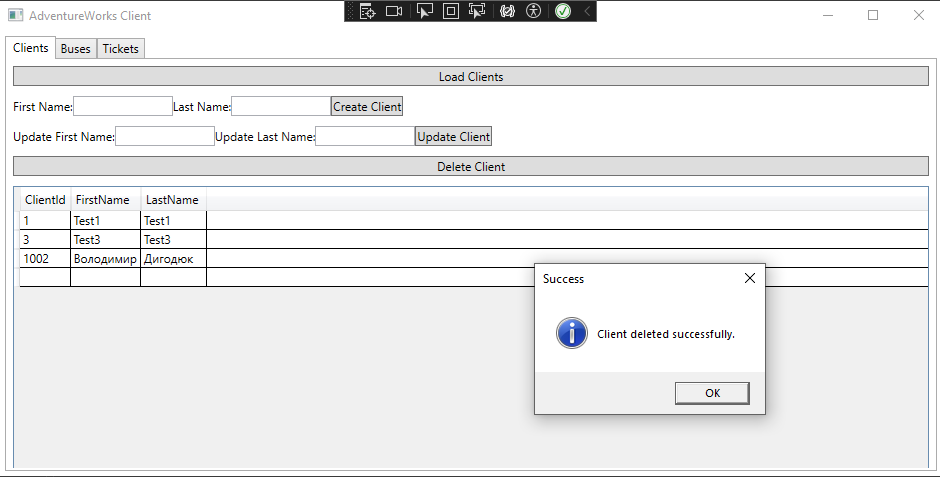 AdventureWorks Client
Clients Buses Tickets
Load Clients
First Name: Last Name: Create Client
Update First Name: Update Last Name: Update Client
Delete Client
ClientId FirstName LastName
1 Test1 Test1
3 Test3 Test3
1002 Володимир Дигодюк
Success
Client deleted successfully.
OK